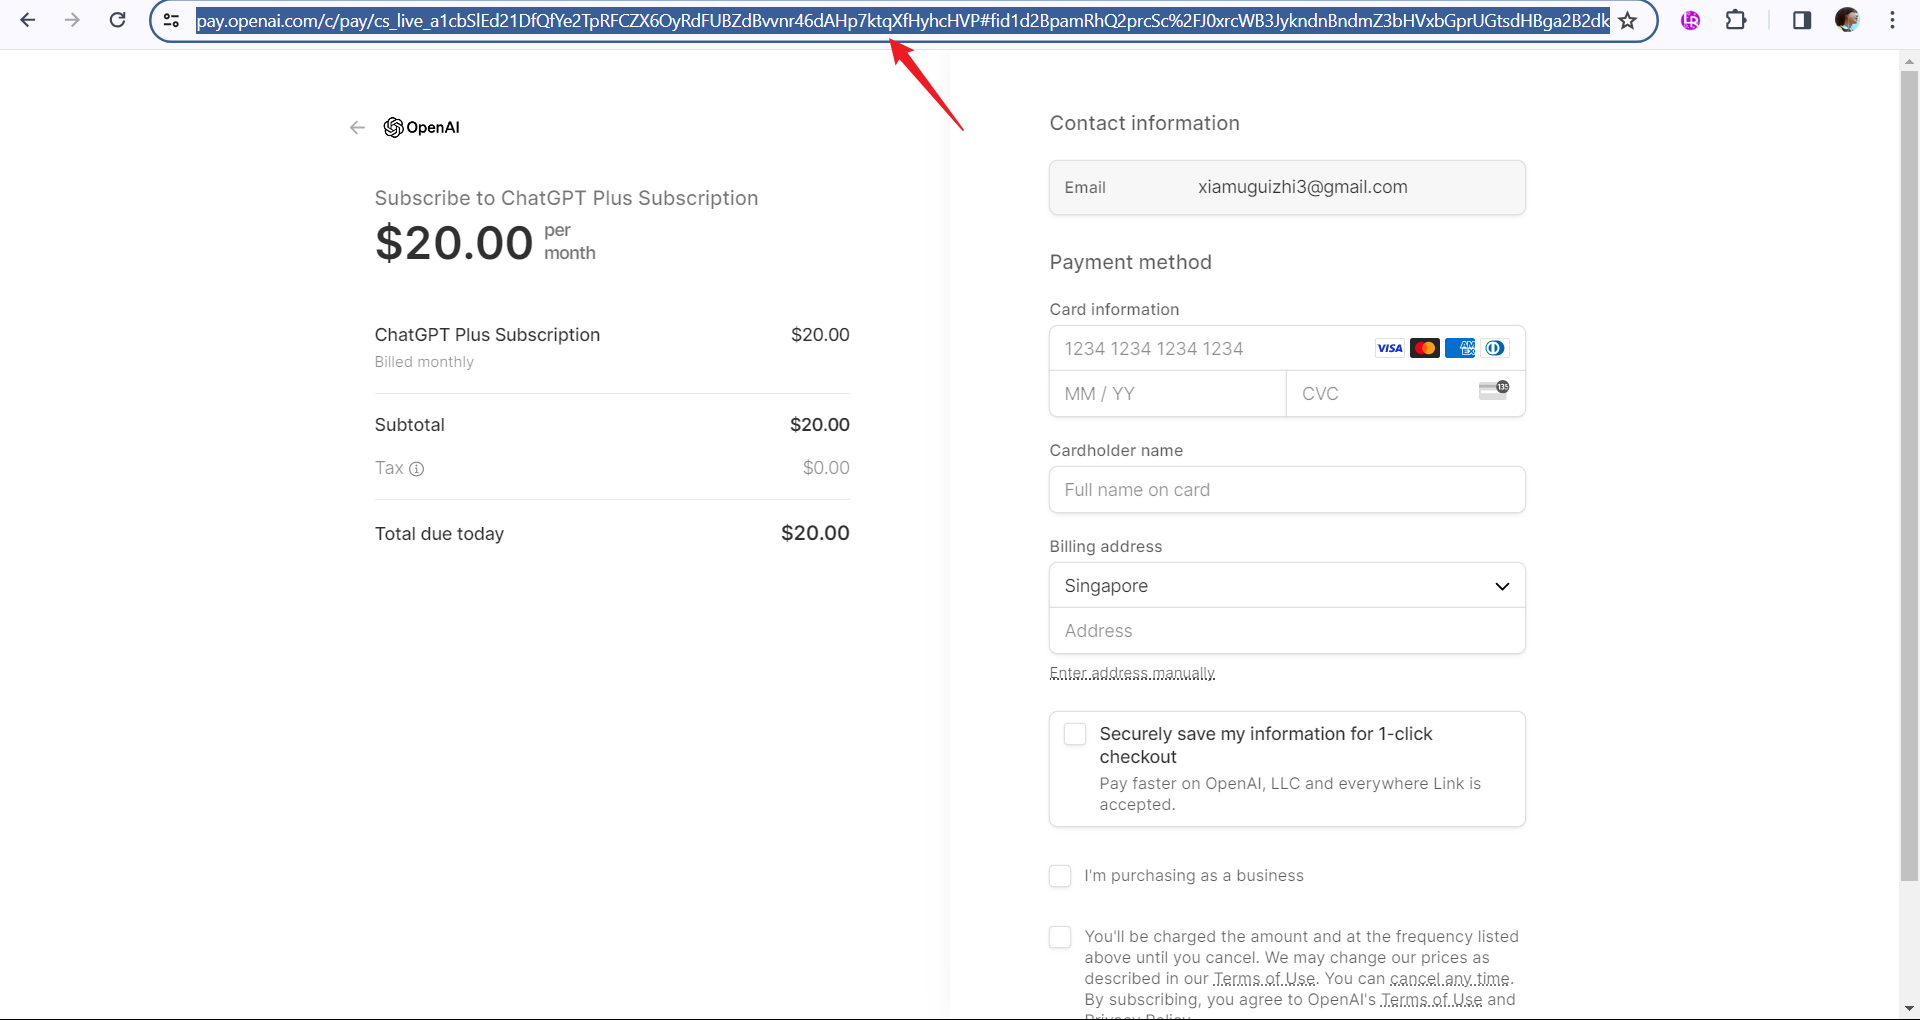 pay.openai.com/c/pay/cs_live_a1cbSlEd21DfQfYe2TpRFCZX6OyRdFUBZdBvvnr46dAHp7ktqXfHyhcHVP#fid1d2BpamRhQ2prcSc%2FJ0xrcWB3JykndnBndmZ3bHVxbGprUGtsdHBga2B2dk
OpenAI
Subscribe to ChatGPT Plus Subscription
$20.00 per
month
ChatGPT Plus Subscription $20.00
Billed monthly
Subtotal $20.00
Tax $0.00
Total due today $20.00
Contact information
Email xiamuguizhi3@gmail.com
Payment method
Card information
1234 1234 1234 1234 VISA AM EX
MM / YY CVC 135
Cardholder name
Full name on card
Billing address
Singapore
Address
Enter address manually
Securely save my information for 1-click
checkout
Pay faster on OpenAI, LLC and everywhere Link is
accepted.
I'm purchasing as a business
You'll be charged the amount and at the frequency listed
above until you cancel. We may change our prices as
described in our Terms of Use. You can cancel any time.
By subscribing, you agree to OpenAI's Terms of Use and
Privacy Policy